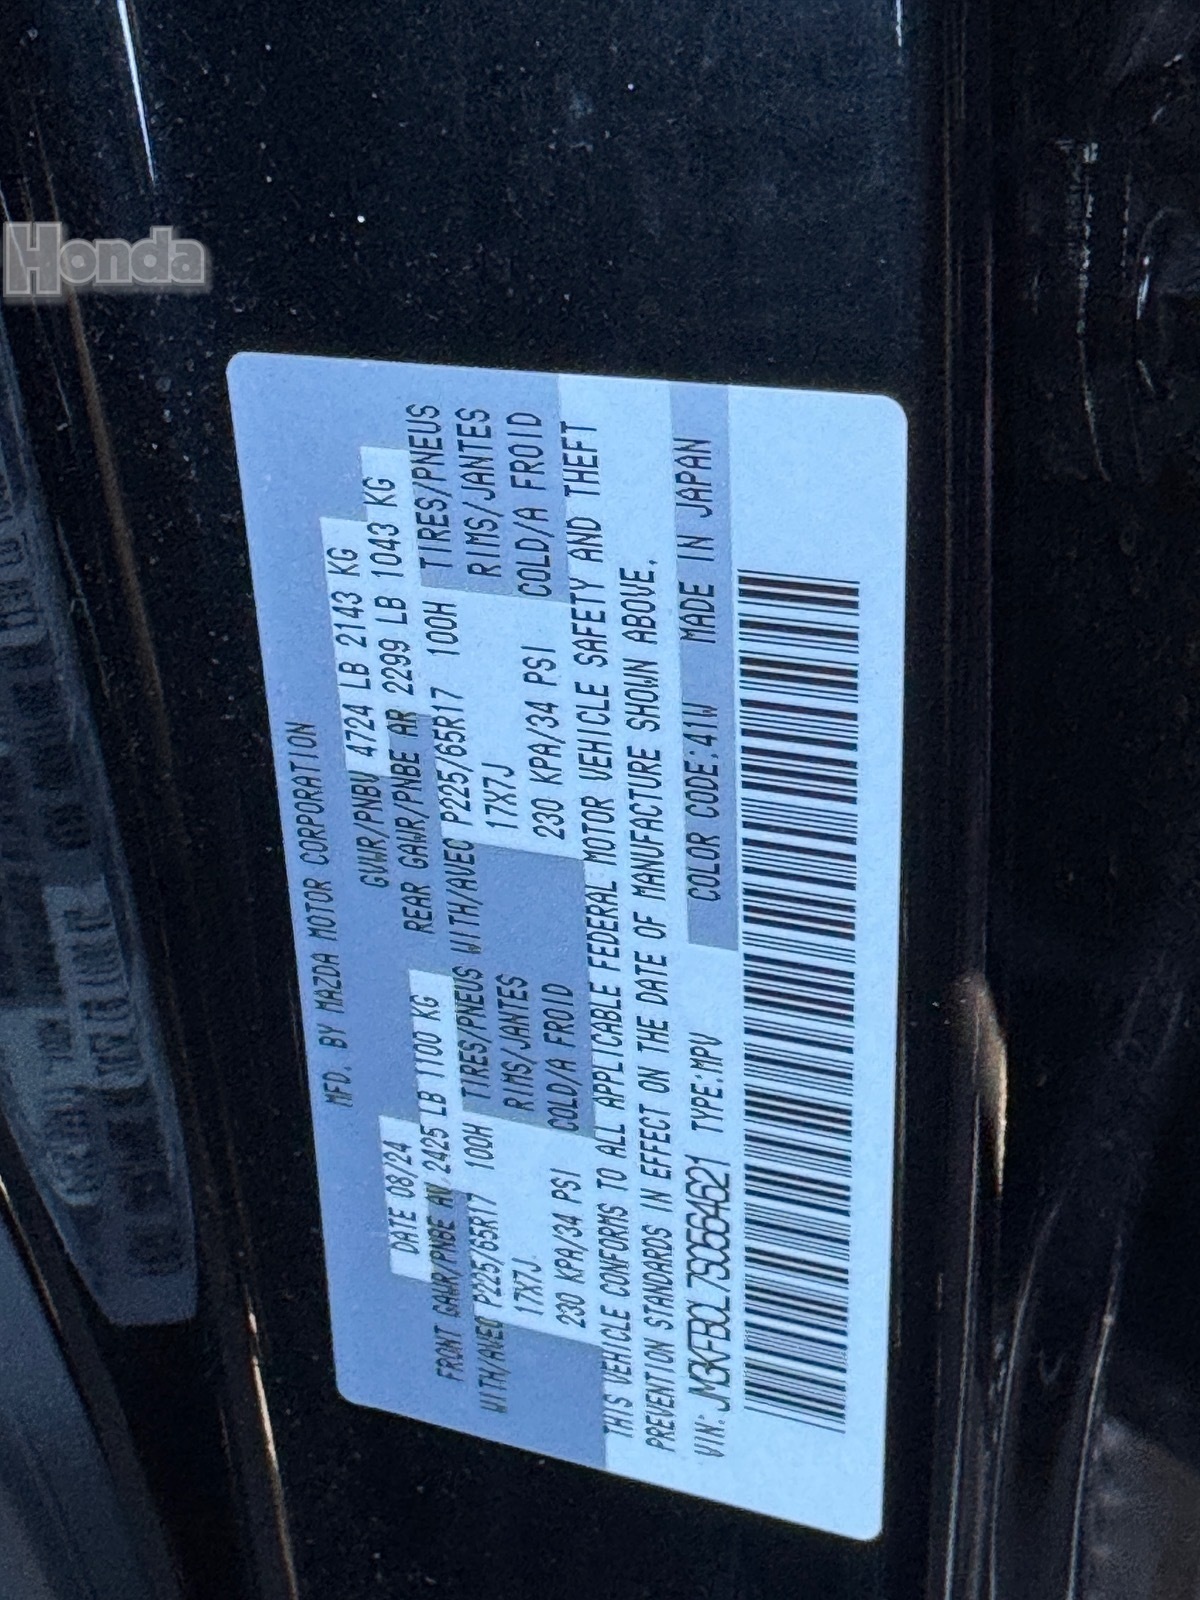 Honda
MFD. BY MAZDA MOTOR CORPORATION
DATE 08/24 GVWR/PNBV 4724 LB 2143 KG
FRONT GAWR/PNBE AV 2425 LB 1100 KG REAR GAWR/PNBE AR 2299 LB 1043 KG
WITH/AVEC P225/65R17 100H TIRES/PNEUS WITH/AVEC P225/65R17 100H TIRES/PNEUS
17X7J RIMS/JANTES 17X7J RIMS/JANTES
230 KPA/34 PSI COLD/A FROID 230 KPA/34 PSI COLD/A FROID
THIS VEHICLE CONFORMS TO ALL APPLICABLE FEDERAL MOTOR VEHICLE SAFETY AND THEFT
PREVENTION STANDARDS IN EFFECT ON THE DATE OF MANUFACTURE SHOWN ABOVE.
VIN: TYPE:MPV COLOR CODE:41W MADE IN JAPAN